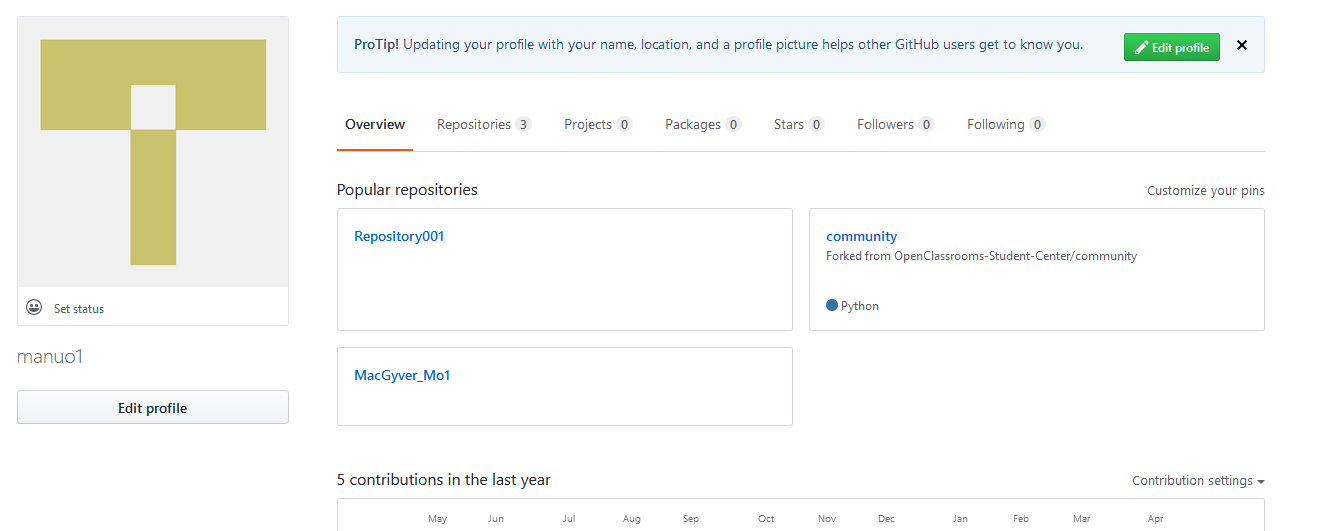 ProTip! Updating your profile with your name, location, and a profile picture helps other GitHub users get to know you.
Edit profile
Overview
Repositories 3
Projects 0
Packages 0
Stars 0
Followers 0
Following 0
Set status
manuo1
Edit profile
Popular repositories
Customize your pins
Repository001
community
Forked from OpenClassrooms-Student-Center/community
Python
MacGyver_Mo1
5 contributions in the last year
Contribution settings
May Jun Jul Aug Sep Oct Nov Dec Jan Feb Mar Apr